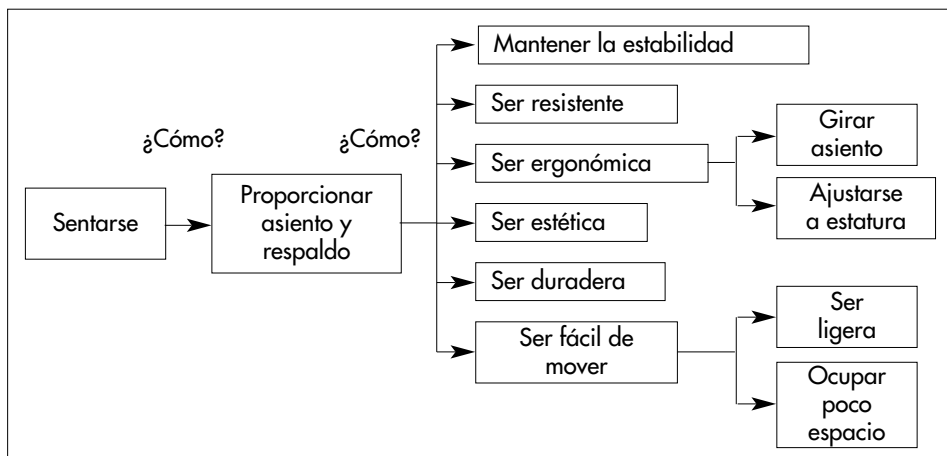 Mantener la estabilidad
Ser resistente
¿Cómo?
¿Cómo?
Girar
asiento
Ser ergonómica
Proporcionar
asiento y
respaldo
Sentarse
Ajustarse
a estatura
Ser estética
Ser duradera
Ser
ligera
Ser fácil de
mover
Ocupar
poco
espacio